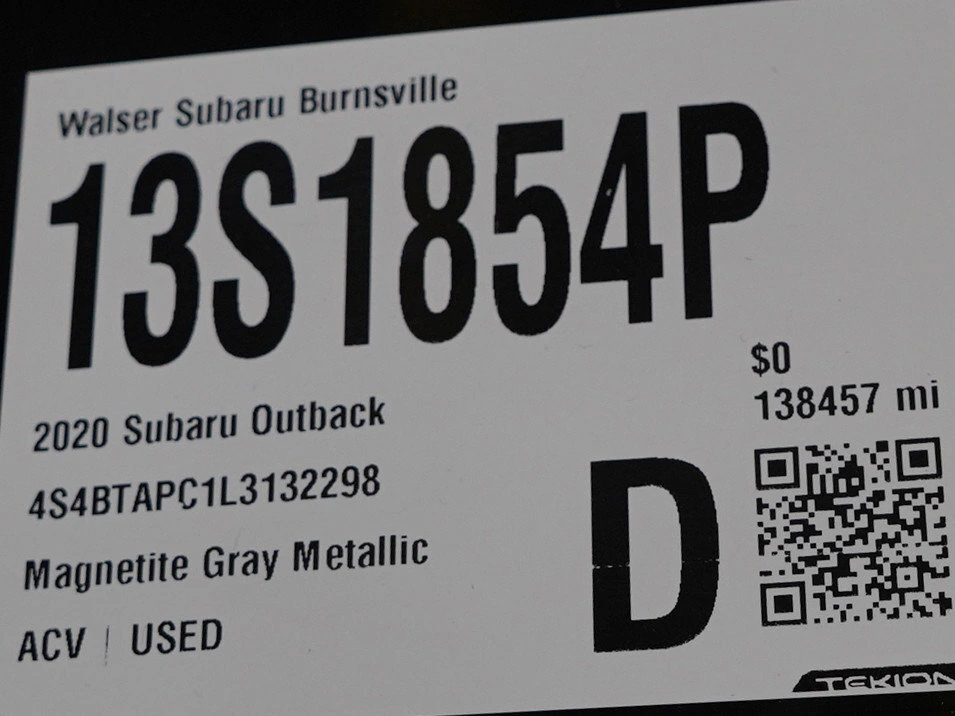 Walser Subaru Burnsville
13S1854P
$0
138457 mi
2020 Subaru Outback
4S4BTAPC1L3132298
Magnetite Gray Metallic
ACV | USED
D
TEKION